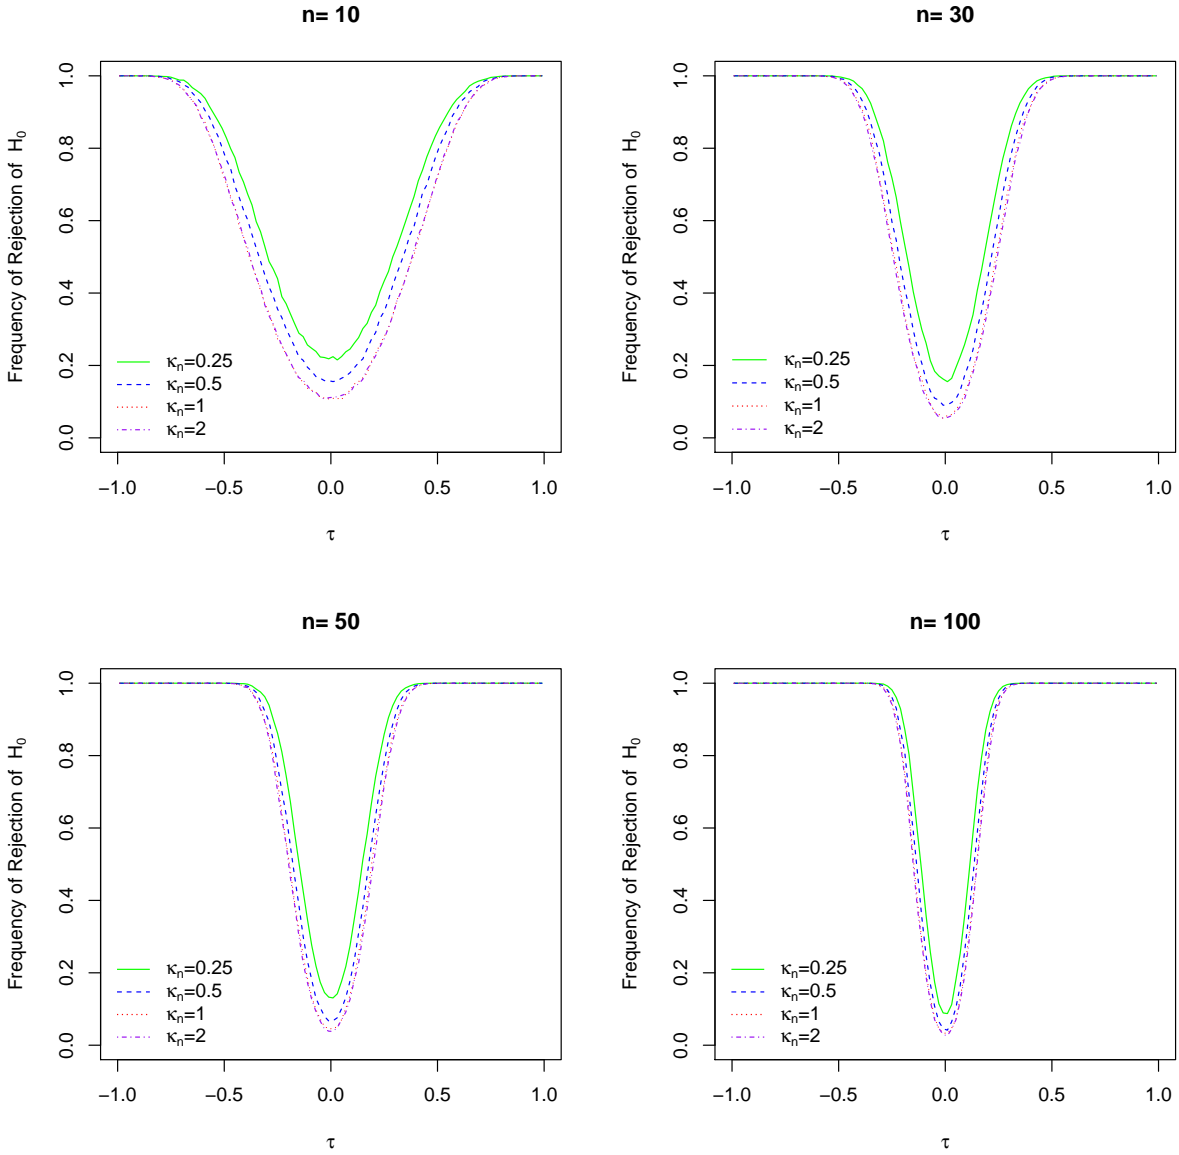 n= 10
Frequency of Rejection of H₀
1.0
0.8
0.6
0.4
0.2
0.0
κₙ=0.25
κₙ=0.5
κₙ=1
κₙ=2
−1.0 −0.5 0.0 0.5 1.0
τ
n= 30
Frequency of Rejection of H₀
1.0
0.8
0.6
0.4
0.2
0.0
κₙ=0.25
κₙ=0.5
κₙ=1
κₙ=2
−1.0 −0.5 0.0 0.5 1.0
τ
n= 50
Frequency of Rejection of H₀
1.0
0.8
0.6
0.4
0.2
0.0
κₙ=0.25
κₙ=0.5
κₙ=1
κₙ=2
−1.0 −0.5 0.0 0.5 1.0
τ
n= 100
Frequency of Rejection of H₀
1.0
0.8
0.6
0.4
0.2
0.0
κₙ=0.25
κₙ=0.5
κₙ=1
κₙ=2
−1.0 −0.5 0.0 0.5 1.0
τ